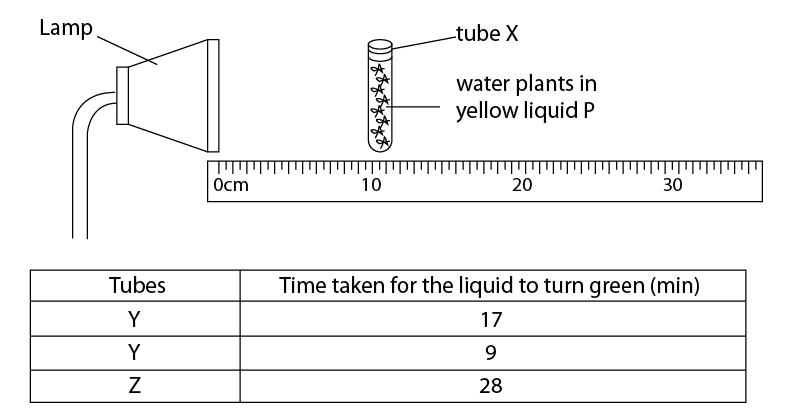 Lamp
tube X
water plants in
yellow liquid P
0cm 10 20 30
Tubes Time taken for the liquid to turn green (min)
Y 17
Y 9
Z 28